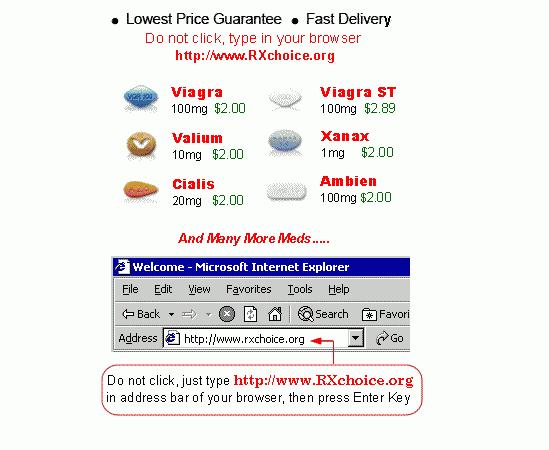 • Lowest Price Guarantee • Fast Delivery
Do not click, type in your browser
http://www.RXchoice.org
Viagra
100mg $2.00
Viagra ST
100mg $2.89
Valium
10mg $2.00
Xanax
1mg $2.00
Cialis
20mg $2.00
Ambien
100mg $2.00
And Many More Meds.....
Welcome - Microsoft Internet Explorer
File Edit View Favorites Tools Help
Back Search Favori
Address http://www.rxchoice.org Go
Do not click, just type http://www.RXchoice.org
in address bar of your browser, then press Enter Key